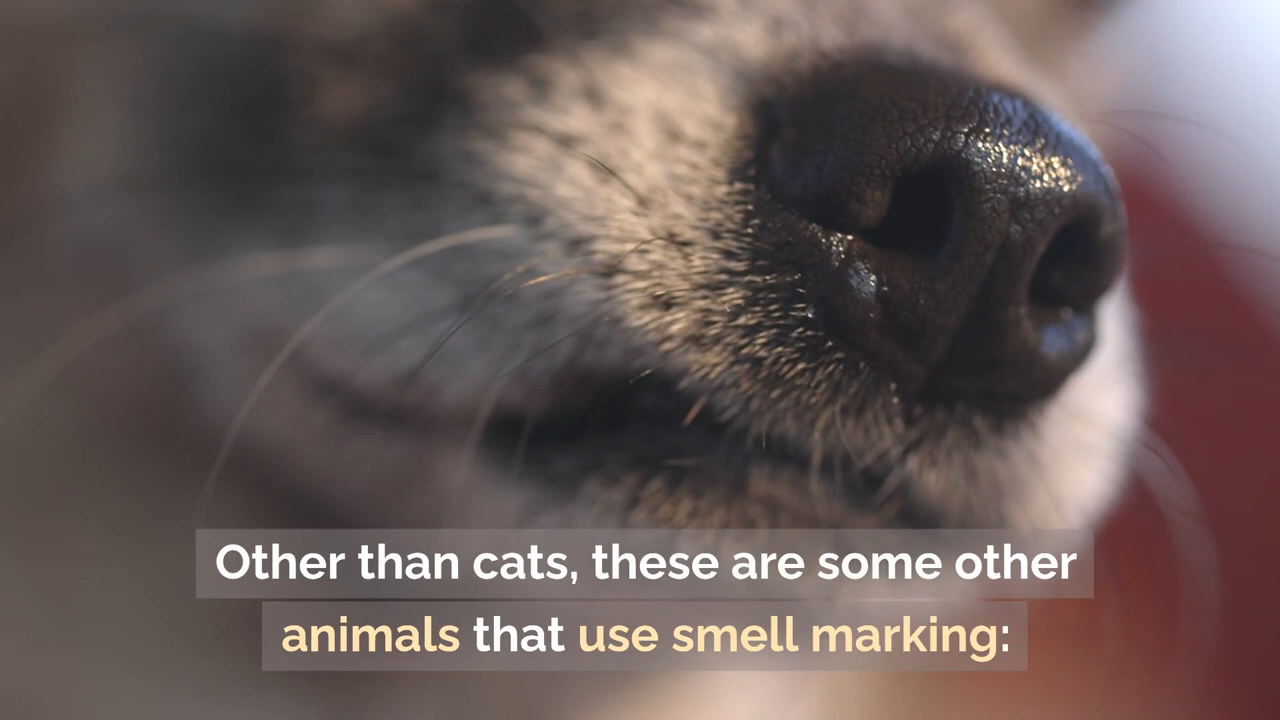 Other than cats, these are some other
animals that use smell marking: